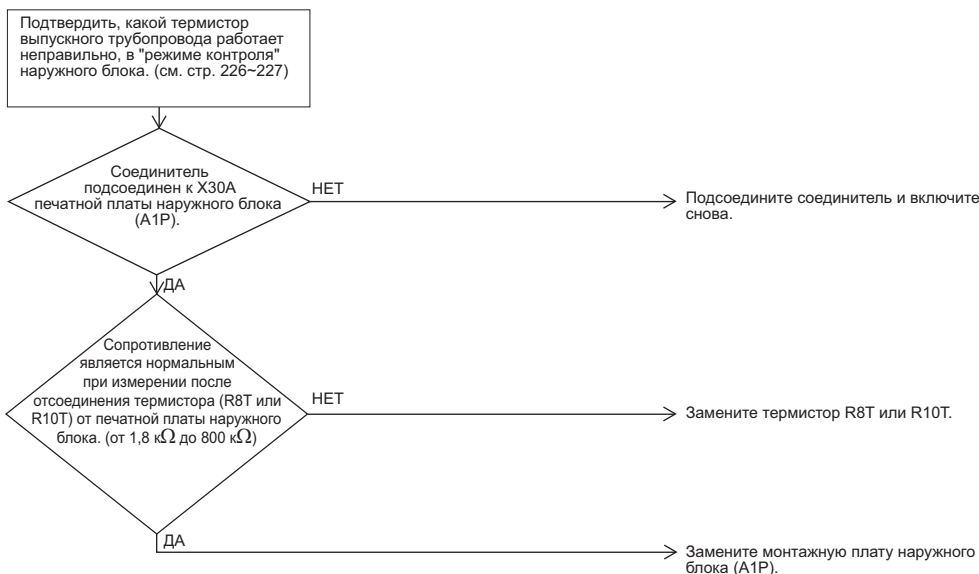 Подтвердить, какой термистор
выпускного трубопровода работает
неправильно, в "режиме контроля"
наружного блока. (см. стр. 226~227)
Соединитель
подсоединен к X30A
печатной платы наружного блока
(A1P).
НЕТ
Подсоедините соединитель и включите
снова.
ДА
Сопротивление
является нормальным
при измерении после
отсоединения термистора (R8T или
R10T) от печатной платы наружного
блока. (от 1,8 кΩ до 800 кΩ)
НЕТ
Замените термистор R8T или R10T.
ДА
Замените монтажную плату наружного
блока (A1P).